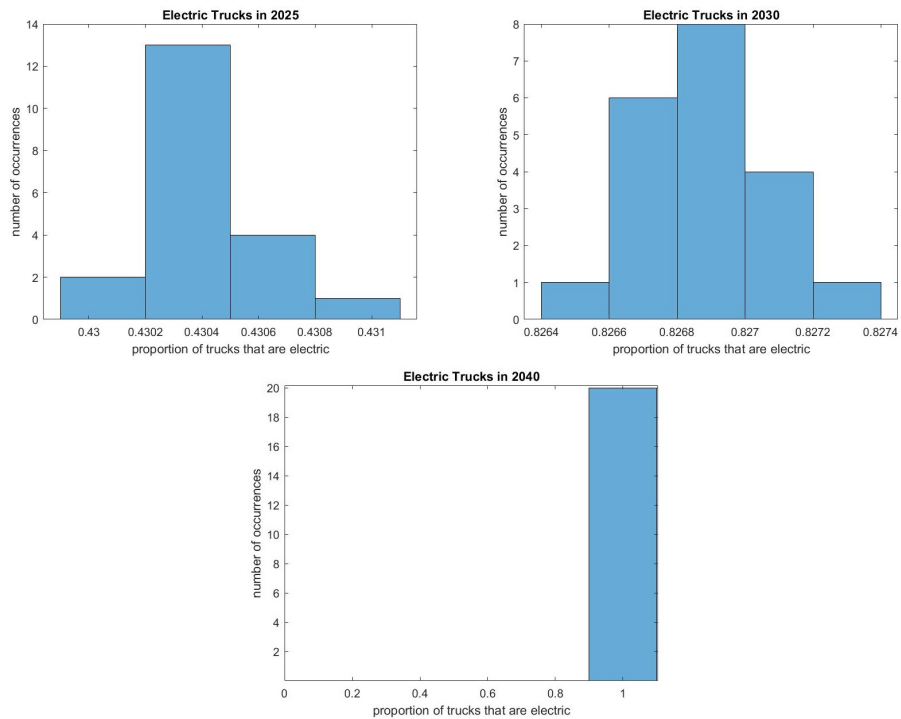 Electric Trucks in 2025
14
12
10
8
6
4
2
0
number of occurrences
0.43 0.4302 0.4304 0.4306 0.4308 0.431
proportion of trucks that are electric
Electric Trucks in 2030
8
7
6
5
4
3
2
1
0
number of occurrences
0.8264 0.8266 0.8268 0.827 0.8272 0.8274
proportion of trucks that are electric
Electric Trucks in 2040
20
18
16
14
12
10
8
6
4
2
number of occurrences
0 0.2 0.4 0.6 0.8 1
proportion of trucks that are electric